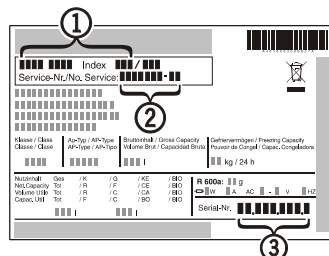 1
Index /
Service-Nr./No. Service: -
2
Klasse / Class
Classe / Clase
Ap-Typ / AP-Type
AP-Type / AP-Tipo
Bruttoinhalt / Gross Capacity
Volume Brut / Capacidad Brute
l
Gefriervermögen / Freezing Capacity
Pouvoir de Congel / Capac. Congeladora
kg / 24 h
Nutzinhalt Ges / K / G / KE / BIO
Net.Capacity Tot / R / F / CE / BIO
Volume Utile Tot / R / C / CA / BIO
Capac. Util Tot / F / C / BO / BIO
l l
R 600a: g
W A AC - V HZ
Serial-Nr.
3